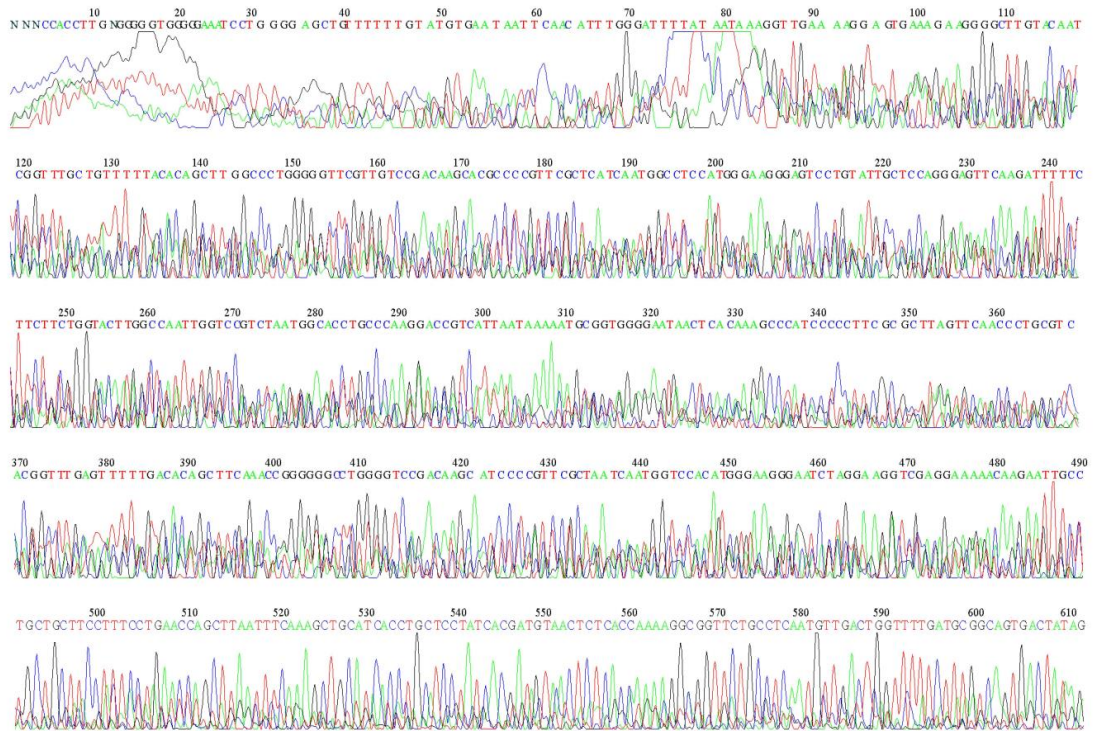 10 20 30 40 50 60 70 80 90 100 110
NNNCCACCTTGNGGGGGTGGGGGAAATCCTGGGGGAGCTGTTTTTTTGTATGTGAATAATTCAACATTTGGGATTTTTATAATAAAGGTTGAAAAGGAGTGAAAGAAGGGGCTTGTACAAT
120 130 140 150 160 170 180 190 200 210 220 230 240
CGGTTTGCTGTTTTTACACAGCTTGGCCCTGGGGGTTCGTTGTCCGACAAGCACGCCCCGTTCGCTCATCAATGGCCTCCATGGGAAGGGAGTCCTGTATTGCTCCAGGGAGTTCAAGATTTTTC
250 260 270 280 290 300 310 320 330 340 350 360
TTCTTCTGGTACTTGGCCAATTGGTCCGTCTAATGGCACCTGCCCAAGGACCGTCATTAATAAAAATGCGGTGGGGAATAACTCACAAAGCCCATCCCCCTTCGCGCTTAGTTCAACCCTGCGTC
370 380 390 400 410 420 430 440 450 460 470 480 490
ACGGTTTGAGTTTTTGACACAGCTTCAAACCGGGGGGCCTGGGGTCCGACAAGCATCCCCGTTCGCTAATCAATGGTCCACATGGGAAGGGAATCTAGGAAGGTCGAGGAAAAACAAGAATTGCC
500 510 520 530 540 550 560 570 580 590 600 610
TGCTGCTTCCTTTCCTGAACCAGCTTAATTTCAAAGCTGCATCACCTGCTCCTATCACGATGTAACTCTCACCAAAAGGCGGTTCTGCCTCAATGTTGACTGGTTTTGATGCGGCAGTGACTATAG